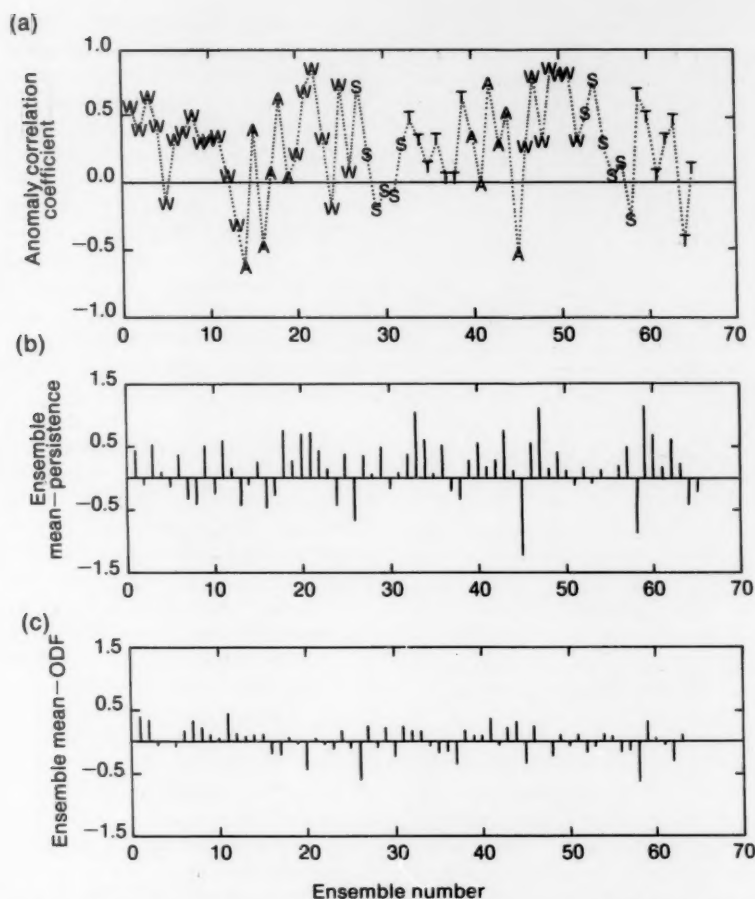 (a)
Anomaly correlation
coefficient
1.0
0.5
0.0
−0.5
−1.0
0 10 20 30 40 50 60 70
(b)
Ensemble
mean−persistence
1.5
0.5
−0.5
−1.5
0 10 20 30 40 50 60 70
(c)
Ensemble mean−ODF
1.5
0.5
−0.5
−1.5
0 10 20 30 40 50 60 70
Ensemble number